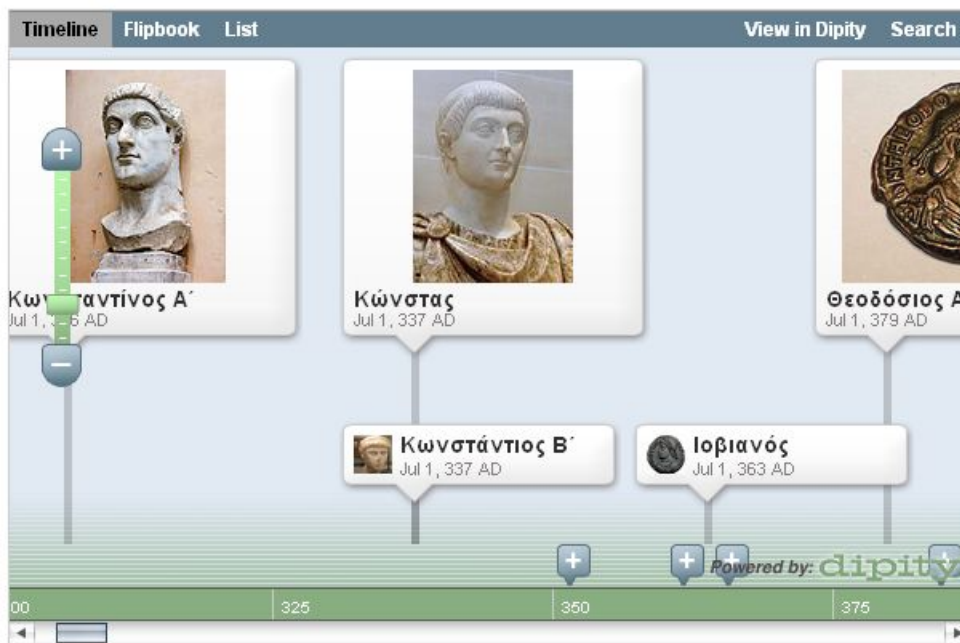 Timeline Flipbook List View in Dipity Search
Κώνστας
Jul 1, 337 AD
Θεοδόσιος Α
Jul 1, 379 AD
Κωνστάντιος Β΄
Jul 1, 337 AD
Ιοβιανός
Jul 1, 363 AD
Powered by: dipity
00 325 350 375